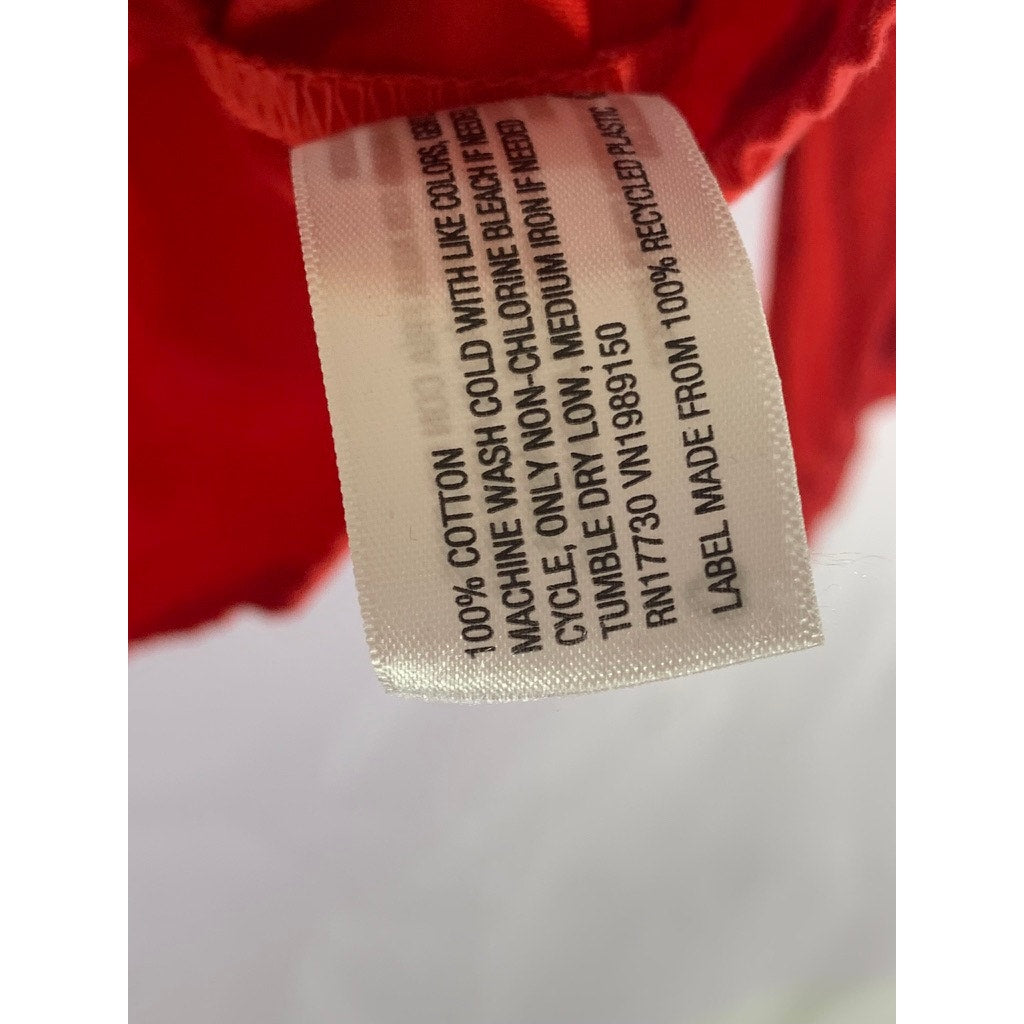 100% COTTON
MACHINE WASH COLD WITH LIKE COLORS,
CYCLE, ONLY NON-CHLORINE BLEACH IF NEEDED
TUMBLE DRY LOW, MEDIUM IRON IF NEEDED
RN17730 VN1989150
LABEL MADE FROM 100% RECYCLED PLASTIC